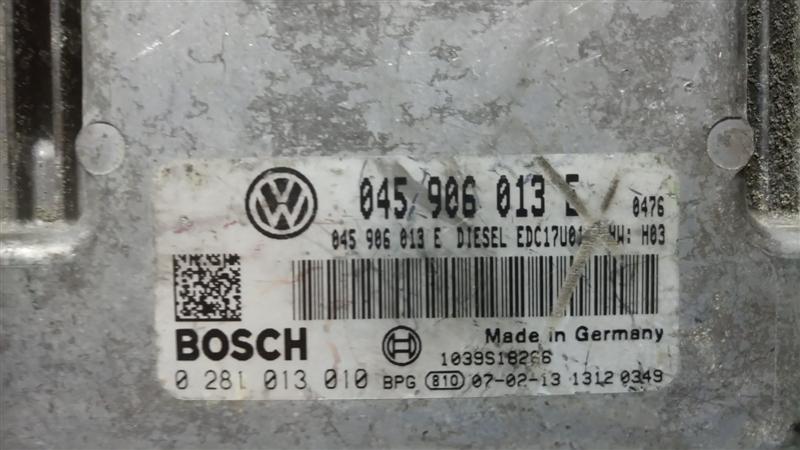 045 906 013 E 0476
045 906 013 E DIESEL EDC17U01 HW: H03
BOSCH
Made in Germany
1039S18266
0 281 013 010 BPG 810 07-02-13 1312 0349